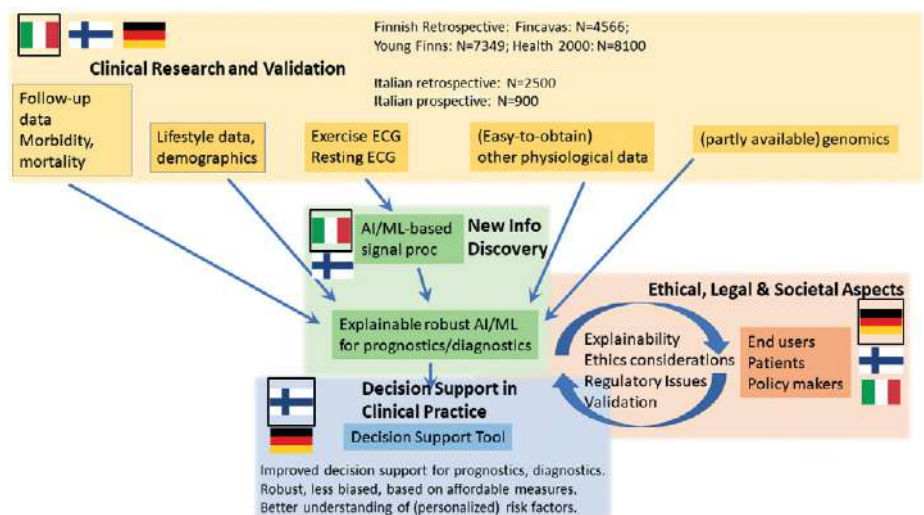 Finnish Retrospective: Fincavas: N=4566;
Young Finns: N=7349; Health 2000: N=8100
Clinical Research and Validation
Italian retrospective: N=2500
Italian prospective: N=900
Follow-up
data
Morbidity,
mortality
Lifestyle data,
demographics
Exercise ECG
Resting ECG
(Easy-to-obtain)
other physiological data
(partly available) genomics
AI/ML-based
signal proc
New Info
Discovery
Explainable robust AI/ML
for prognostics/diagnostics
Ethical, Legal & Societal Aspects
Explainability
Ethics considerations
Regulatory Issues
Validation
End users
Patients
Policy makers
Decision Support in
Clinical Practice
Decision Support Tool
Improved decision support for prognostics, diagnostics.
Robust, less biased, based on affordable measures.
Better understanding of (personalized) risk factors.